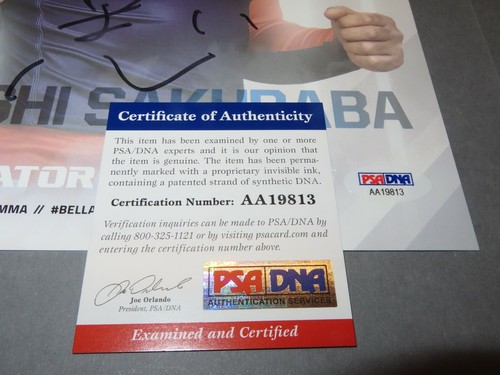 SHI SAKURABA
ATOR
MMA // #BELLA
PSA DNA
AA19813
Certificate of Authenticity
This item has been examined by one or more
PSA/DNA experts and it is our opinion that
the item is genuine. The item has been perma-
nently marked with a proprietary invisible ink,
containing a patented strand of synthetic DNA.
Certification Number: AA19813
Verification inquiries can be made to PSA/DNA by
calling 800-325-1121 or by visiting psacard.com and
entering the certification number above.
Joe Orlando
President, PSA/DNA
PSA DNA
AUTHENTICATION SERVICES
Examined and Certified